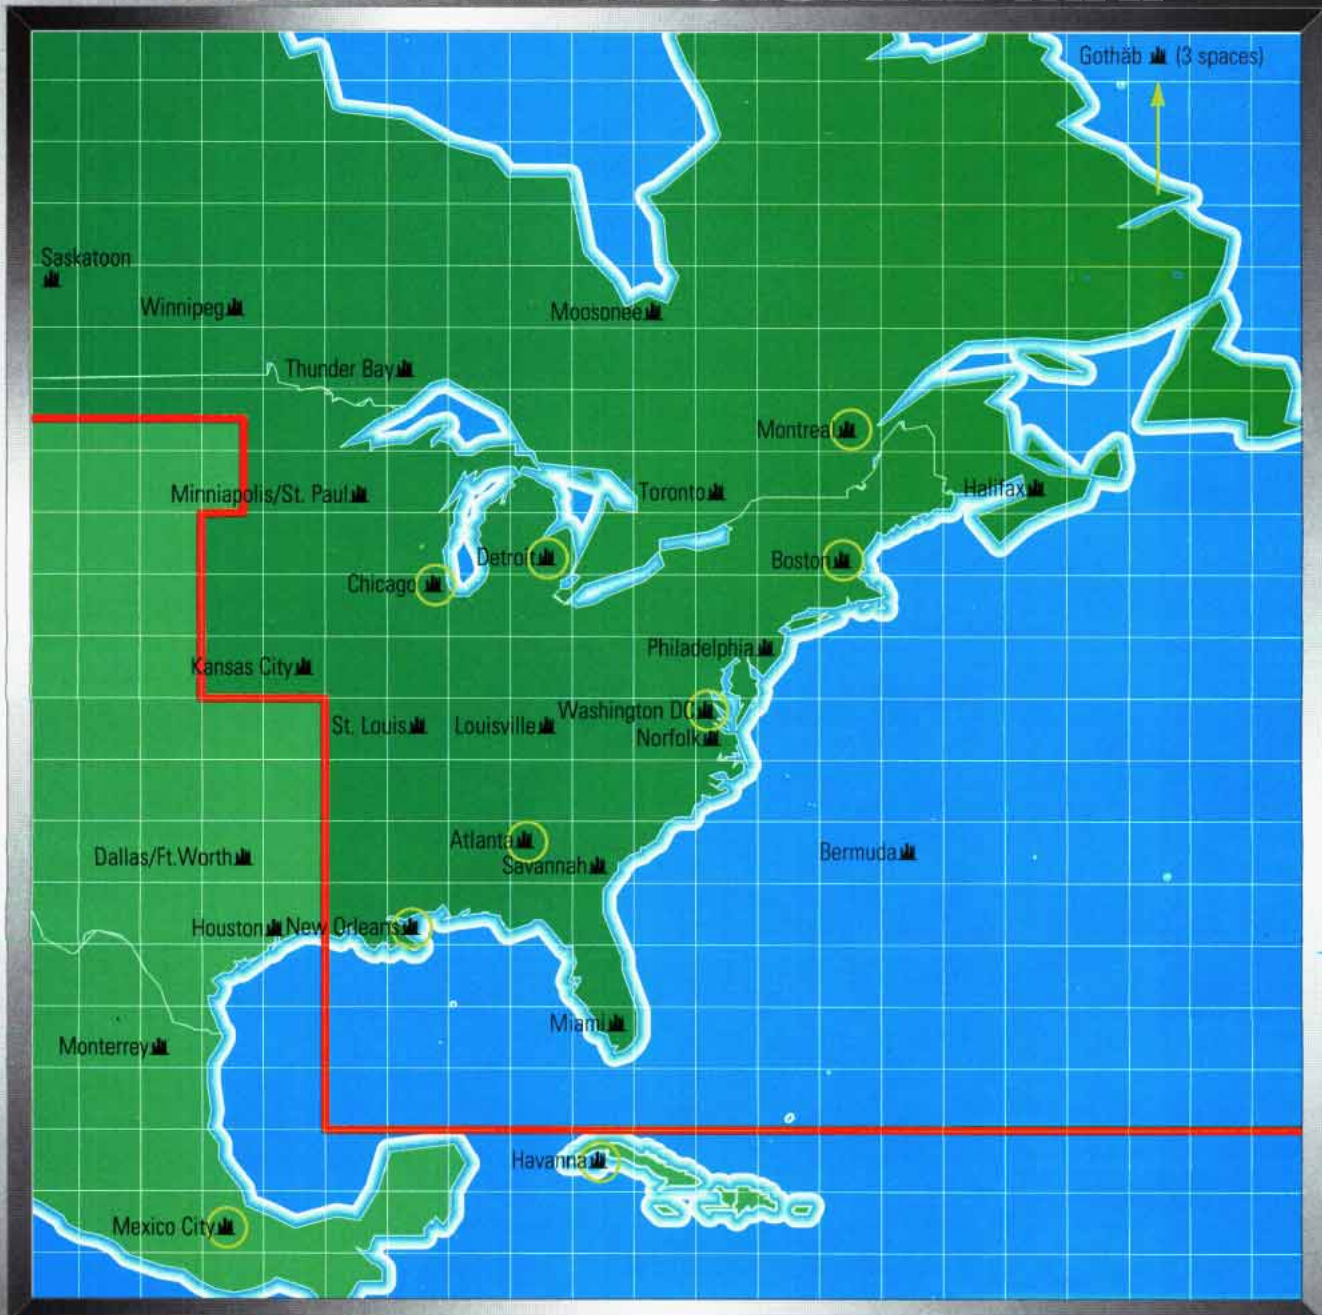 Gothäb (3 spaces)
Saskatoon
Winnipeg
Moosonee
Thunder Bay
Montreal
Minniapolis/St. Paul
Toronto
Halifax
Detroit
Boston
Chicago
Philadelphia
Kansas City
Washington DC
St. Louis
Louisville
Norfolk
Atlanta
Dallas/Ft.Worth
Savannah
Bermuda
Houston
New Orleans
Miami
Monterrey
Havanna
Mexico City